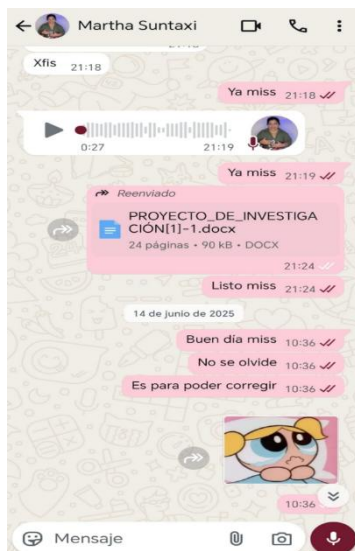 Martha Suntaxi
Xfis 21:18
Ya miss 21:18
0:27 21:19
Ya miss 21:19
Reenviado
PROYECTO_DE_INVESTIGA
CIÓN[1]-1.docx
24 páginas • 90 kB • DOCX
21:24
Listo miss 21:24
14 de junio de 2025
Buen día miss 10:36
No se olvide 10:36
Es para poder corregir 10:36
10:36
Mensaje